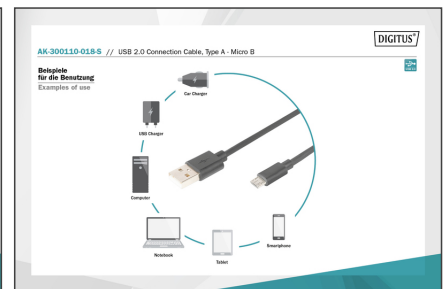 DIGITUS®
AK-300110-018-S // USB 2.0 Connection Cable, Type A - Micro B
Beispiele
für die Benutzung
Examples of use
Car Charger
USB Charger
Computer
Notebook
Tablet
Smartphone